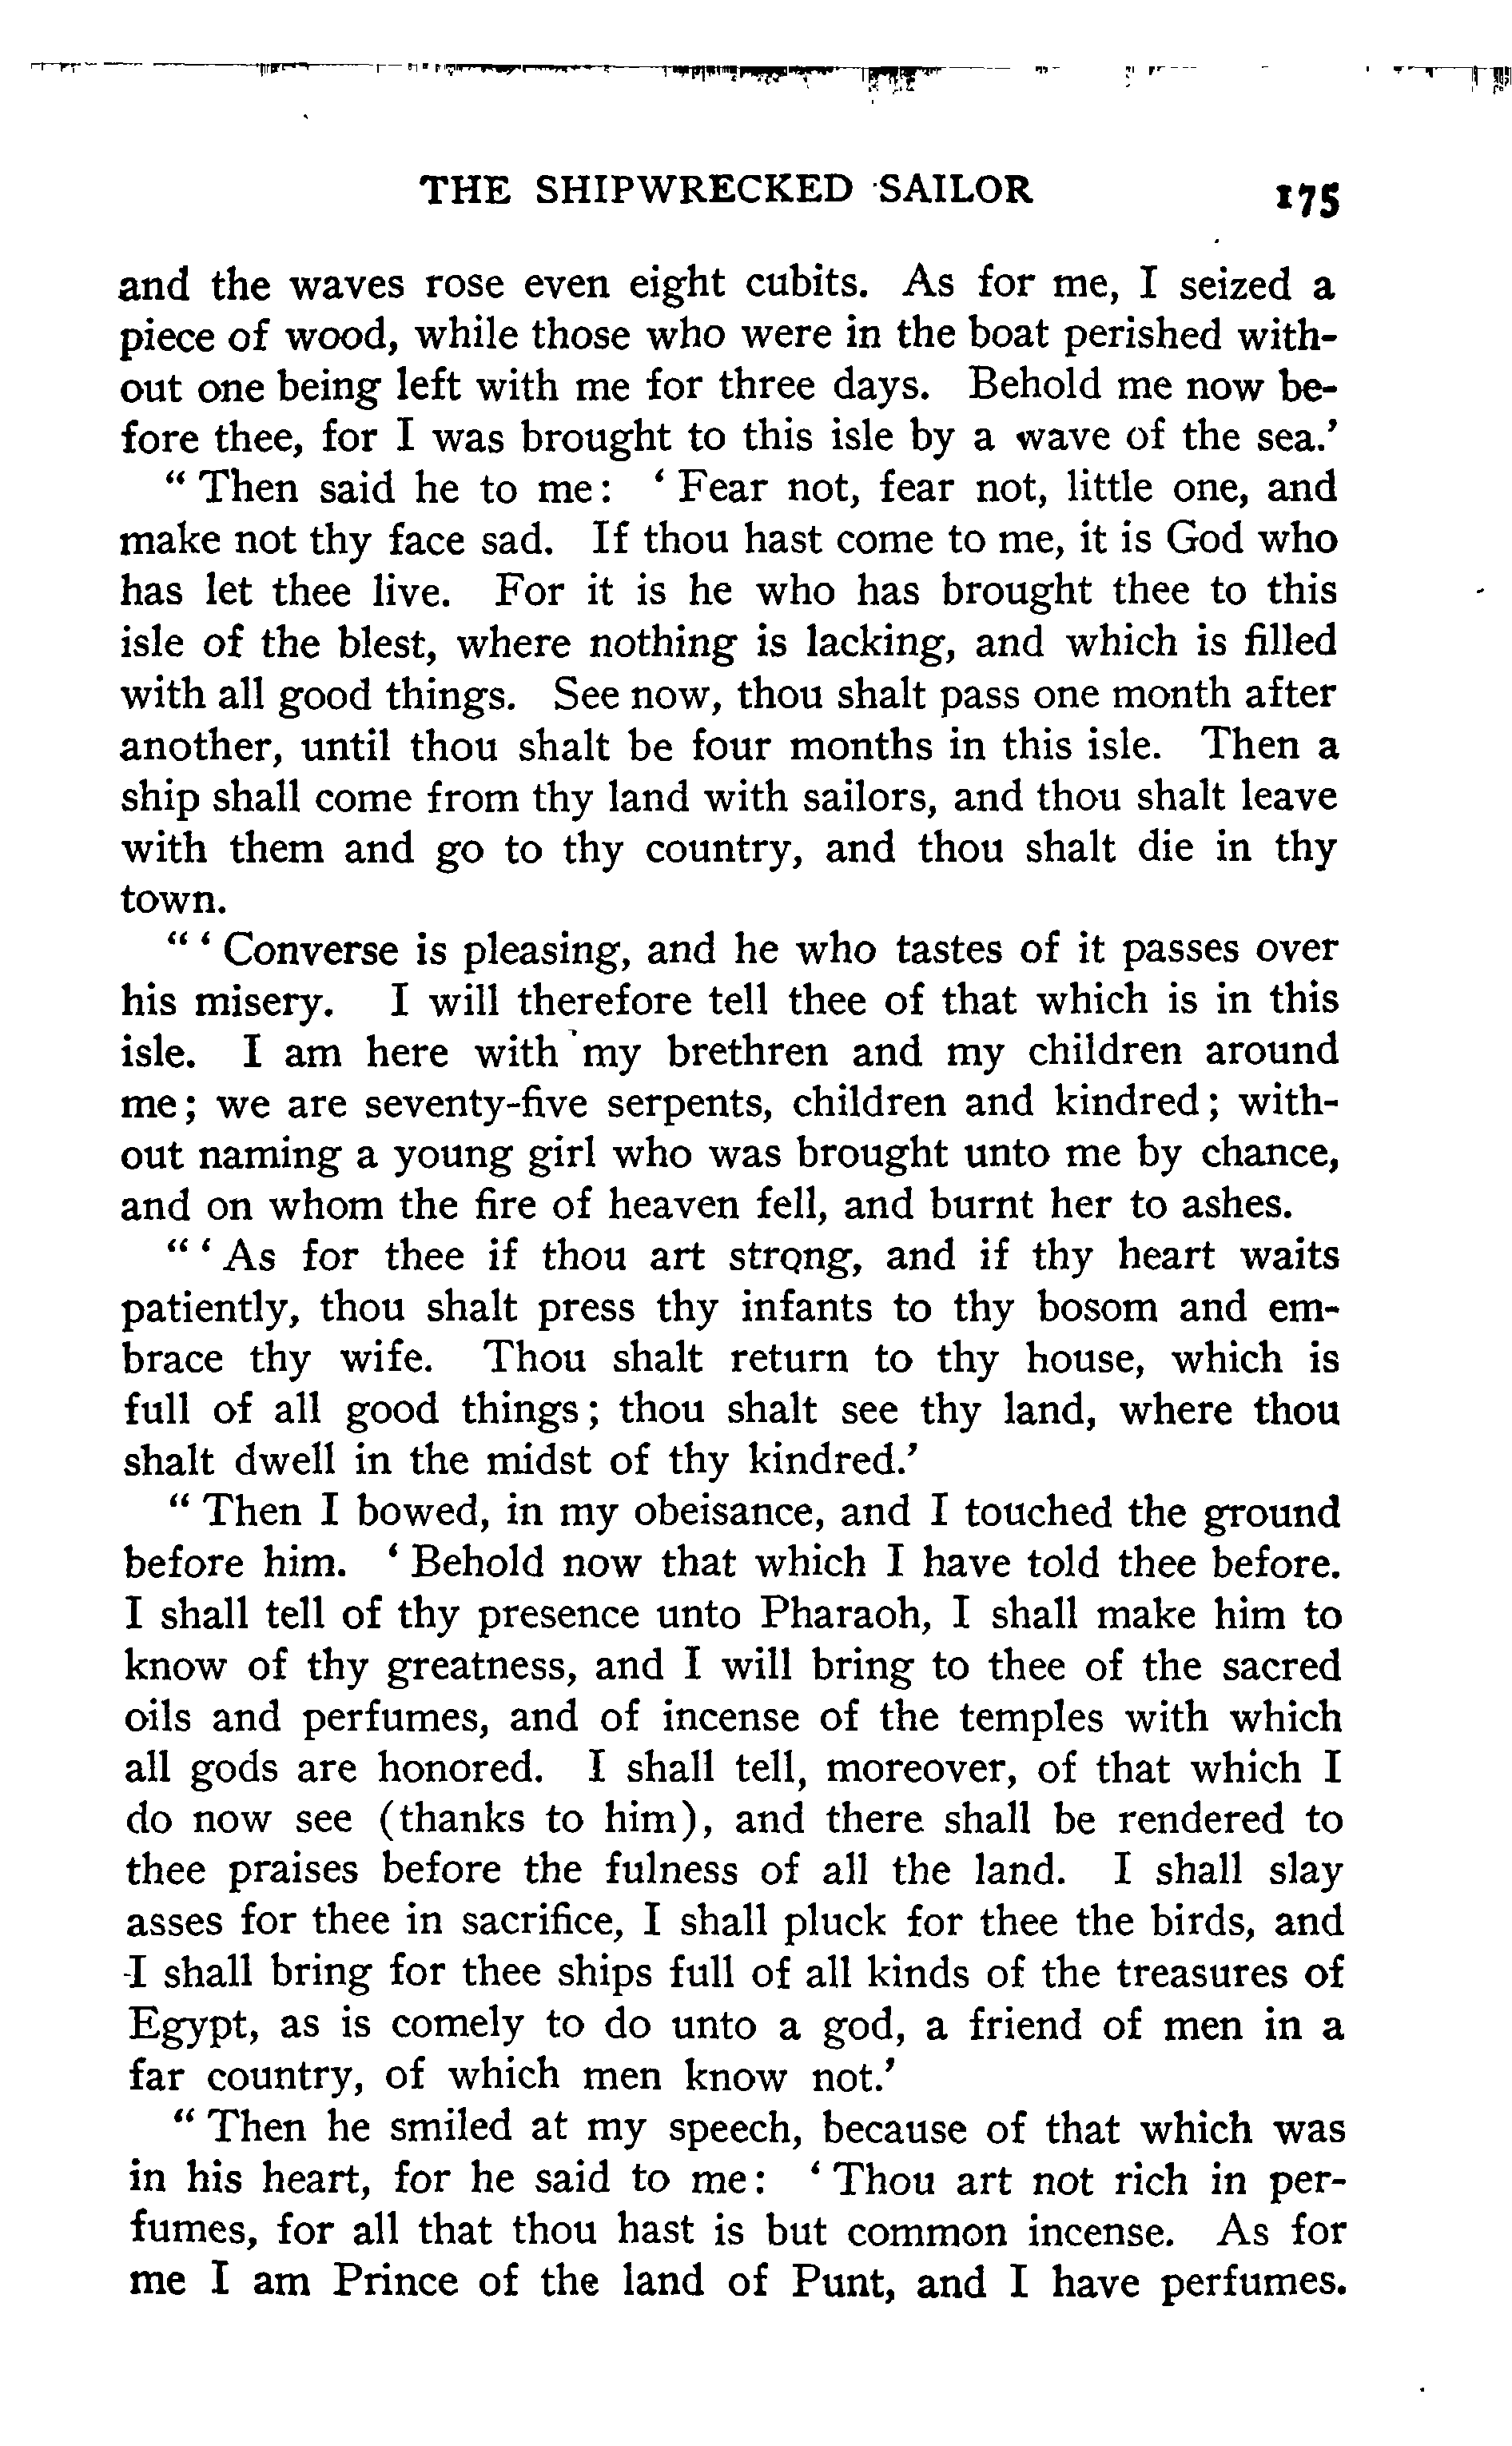 THE SHIPWRECKED SAILOR 175
and the waves rose even eight cubits. As for me, I seized a
piece of wood, while those who were in the boat perished with-
out one being left with me for three days. Behold me now be-
fore thee, for I was brought to this isle by a wave of the sea.’
“ Then said he to me: ‘ Fear not, fear not, little one, and
make not thy face sad. If thou hast come to me, it is God who
has let thee live. For it is he who has brought thee to this
isle of the blest, where nothing is lacking, and which is filled
with all good things. See now, thou shalt pass one month after
another, until thou shalt be four months in this isle. Then a
ship shall come from thy land with sailors, and thou shalt leave
with them and go to thy country, and thou shalt die in thy
town.
“ ‘ Converse is pleasing, and he who tastes of it passes over
his misery. I will therefore tell thee of that which is in this
isle. I am here with my brethren and my children around
me; we are seventy-five serpents, children and kindred; with-
out naming a young girl who was brought unto me by chance,
and on whom the fire of heaven fell, and burnt her to ashes.
“ ‘ As for thee if thou art strong, and if thy heart waits
patiently, thou shalt press thy infants to thy bosom and em-
brace thy wife. Thou shalt return to thy house, which is
full of all good things; thou shalt see thy land, where thou
shalt dwell in the midst of thy kindred.’
“ Then I bowed, in my obeisance, and I touched the ground
before him. ‘ Behold now that which I have told thee before.
I shall tell of thy presence unto Pharaoh, I shall make him to
know of thy greatness, and I will bring to thee of the sacred
oils and perfumes, and of incense of the temples with which
all gods are honored. I shall tell, moreover, of that which I
do now see (thanks to him), and there shall be rendered to
thee praises before the fulness of all the land. I shall slay
asses for thee in sacrifice, I shall pluck for thee the birds, and
I shall bring for thee ships full of all kinds of the treasures of
Egypt, as is comely to do unto a god, a friend of men in a
far country, of which men know not.’
“ Then he smiled at my speech, because of that which was
in his heart, for he said to me: ‘ Thou art not rich in per-
fumes, for all that thou hast is but common incense. As for
me I am Prince of the land of Punt, and I have perfumes.